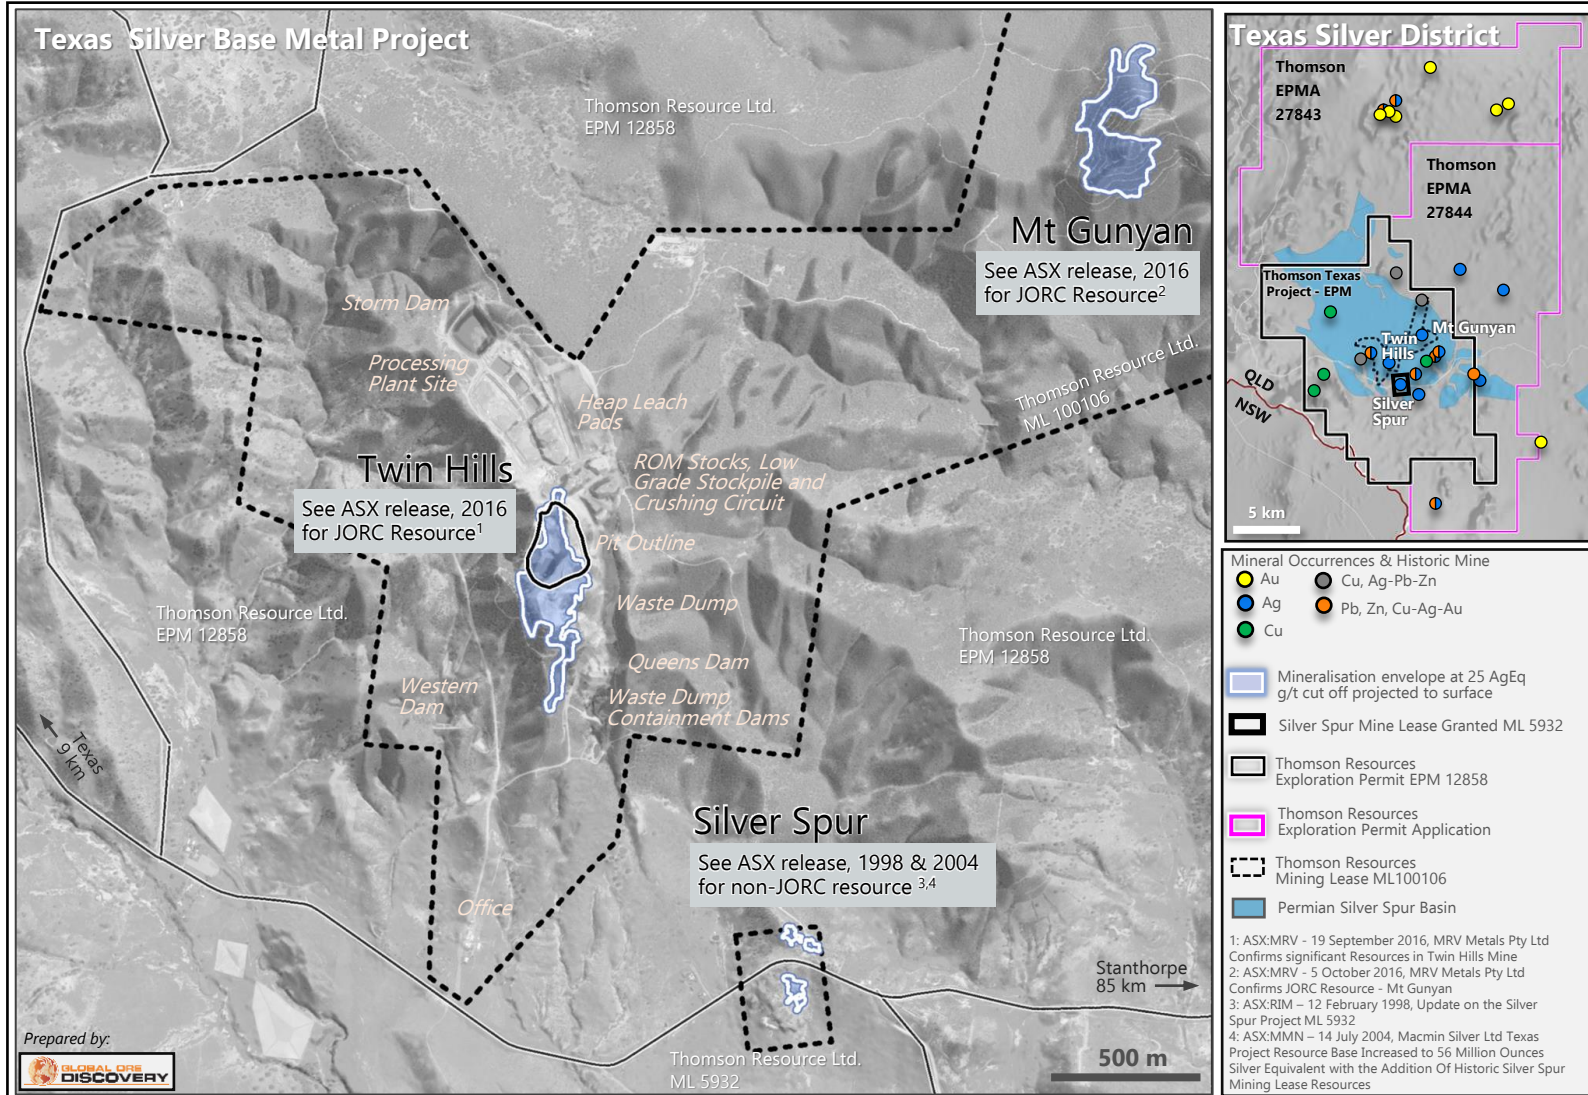 Texas Silver Base Metal Project
Thomson Resource Ltd.
EPM 12858
Mt Gunyan
See ASX release, 2016
for JORC Resource2
Storm Dam
Processing
Plant Site
Heap Leach
Pads
Thomson Resource Ltd.
ML 100106
Twin Hills
See ASX release, 2016
for JORC Resource1
ROM Stocks, Low
Grade Stockpile and
Crushing Circuit
Pit Outline
Waste Dump
Thomson Resource Ltd.
EPM 12858
Thomson Resource Ltd.
EPM 12858
Queens Dam
Western
Dam
Waste Dump
Containment Dams
Texas
9 km
Silver Spur
See ASX release, 1998 & 2004
for non-JORC resource 3,4
Office
Stanthorpe
85 km
Thomson Resource Ltd.
ML 5932
500 m
Prepared by:
GLOBAL ORE
DISCOVERY
Texas Silver District
Thomson
EPMA
27843
Thomson
EPMA
27844
Thomson Texas
Project - EPM
Mt Gunyan
Twin
Hills
Silver
Spur
QLD
NSW
5 km
Mineral Occurrences & Historic Mine
Au
Cu, Ag-Pb-Zn
Ag
Pb, Zn, Cu-Ag-Au
Cu
Mineralisation envelope at 25 AgEq
g/t cut off projected to surface
Silver Spur Mine Lease Granted ML 5932
Thomson Resources
Exploration Permit EPM 12858
Thomson Resources
Exploration Permit Application
Thomson Resources
Mining Lease ML100106
Permian Silver Spur Basin
1: ASX:MRV - 19 September 2016, MRV Metals Pty Ltd
Confirms significant Resources in Twin Hills Mine
2: ASX:MRV - 5 October 2016, MRV Metals Pty Ltd
Confirms JORC Resource - Mt Gunyan
3: ASX:RIM – 12 February 1998, Update on the Silver
Spur Project ML 5932
4: ASX:MMN – 14 July 2004, Macmin Silver Ltd Texas
Project Resource Base Increased to 56 Million Ounces
Silver Equivalent with the Addition Of Historic Silver Spur
Mining Lease Resources